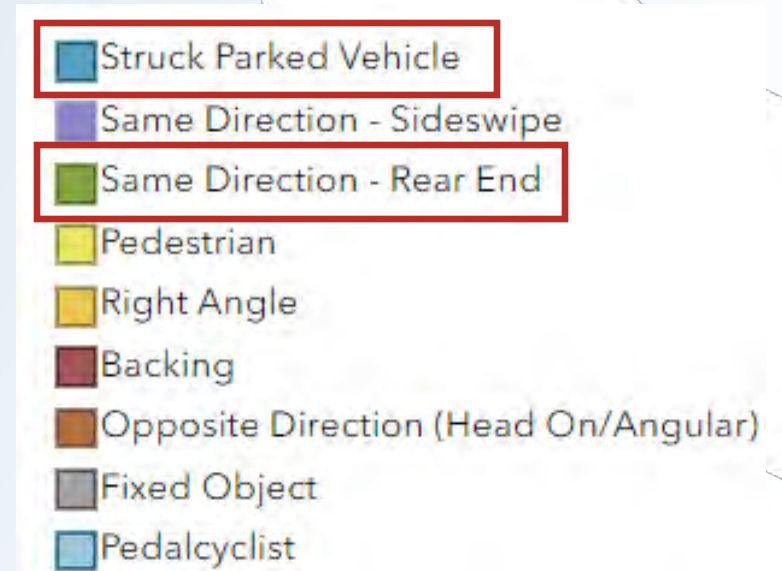 Struck Parked Vehicle
Same Direction - Sideswipe
Same Direction - Rear End
Pedestrian
Right Angle
Backing
Opposite Direction (Head On/Angular)
Fixed Object
Pedalcyclist